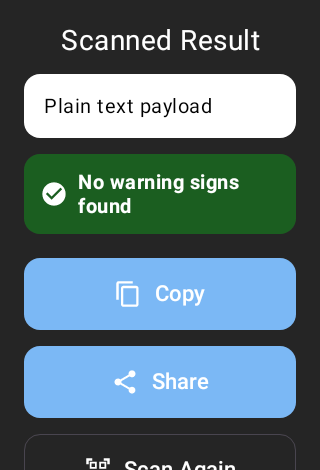 Scanned Result
Plain text payload
No warning signs
found
Copy
Share
Scan Again